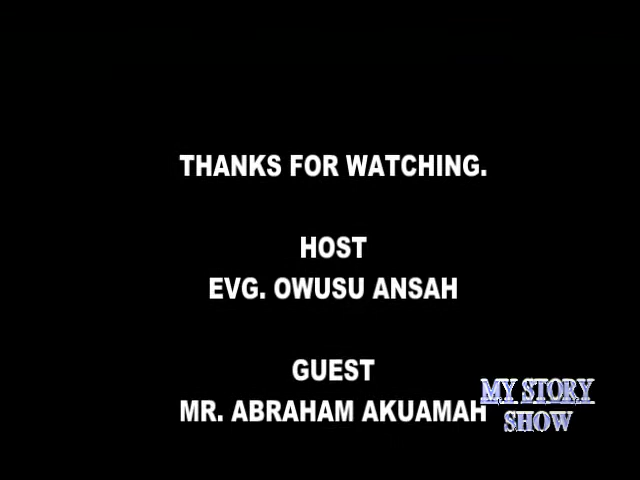 THANKS FOR WATCHING.
HOST
EVG. OWUSU ANSAH
GUEST
MR. ABRAHAM AKUAMAH
MY STORY
SHOW